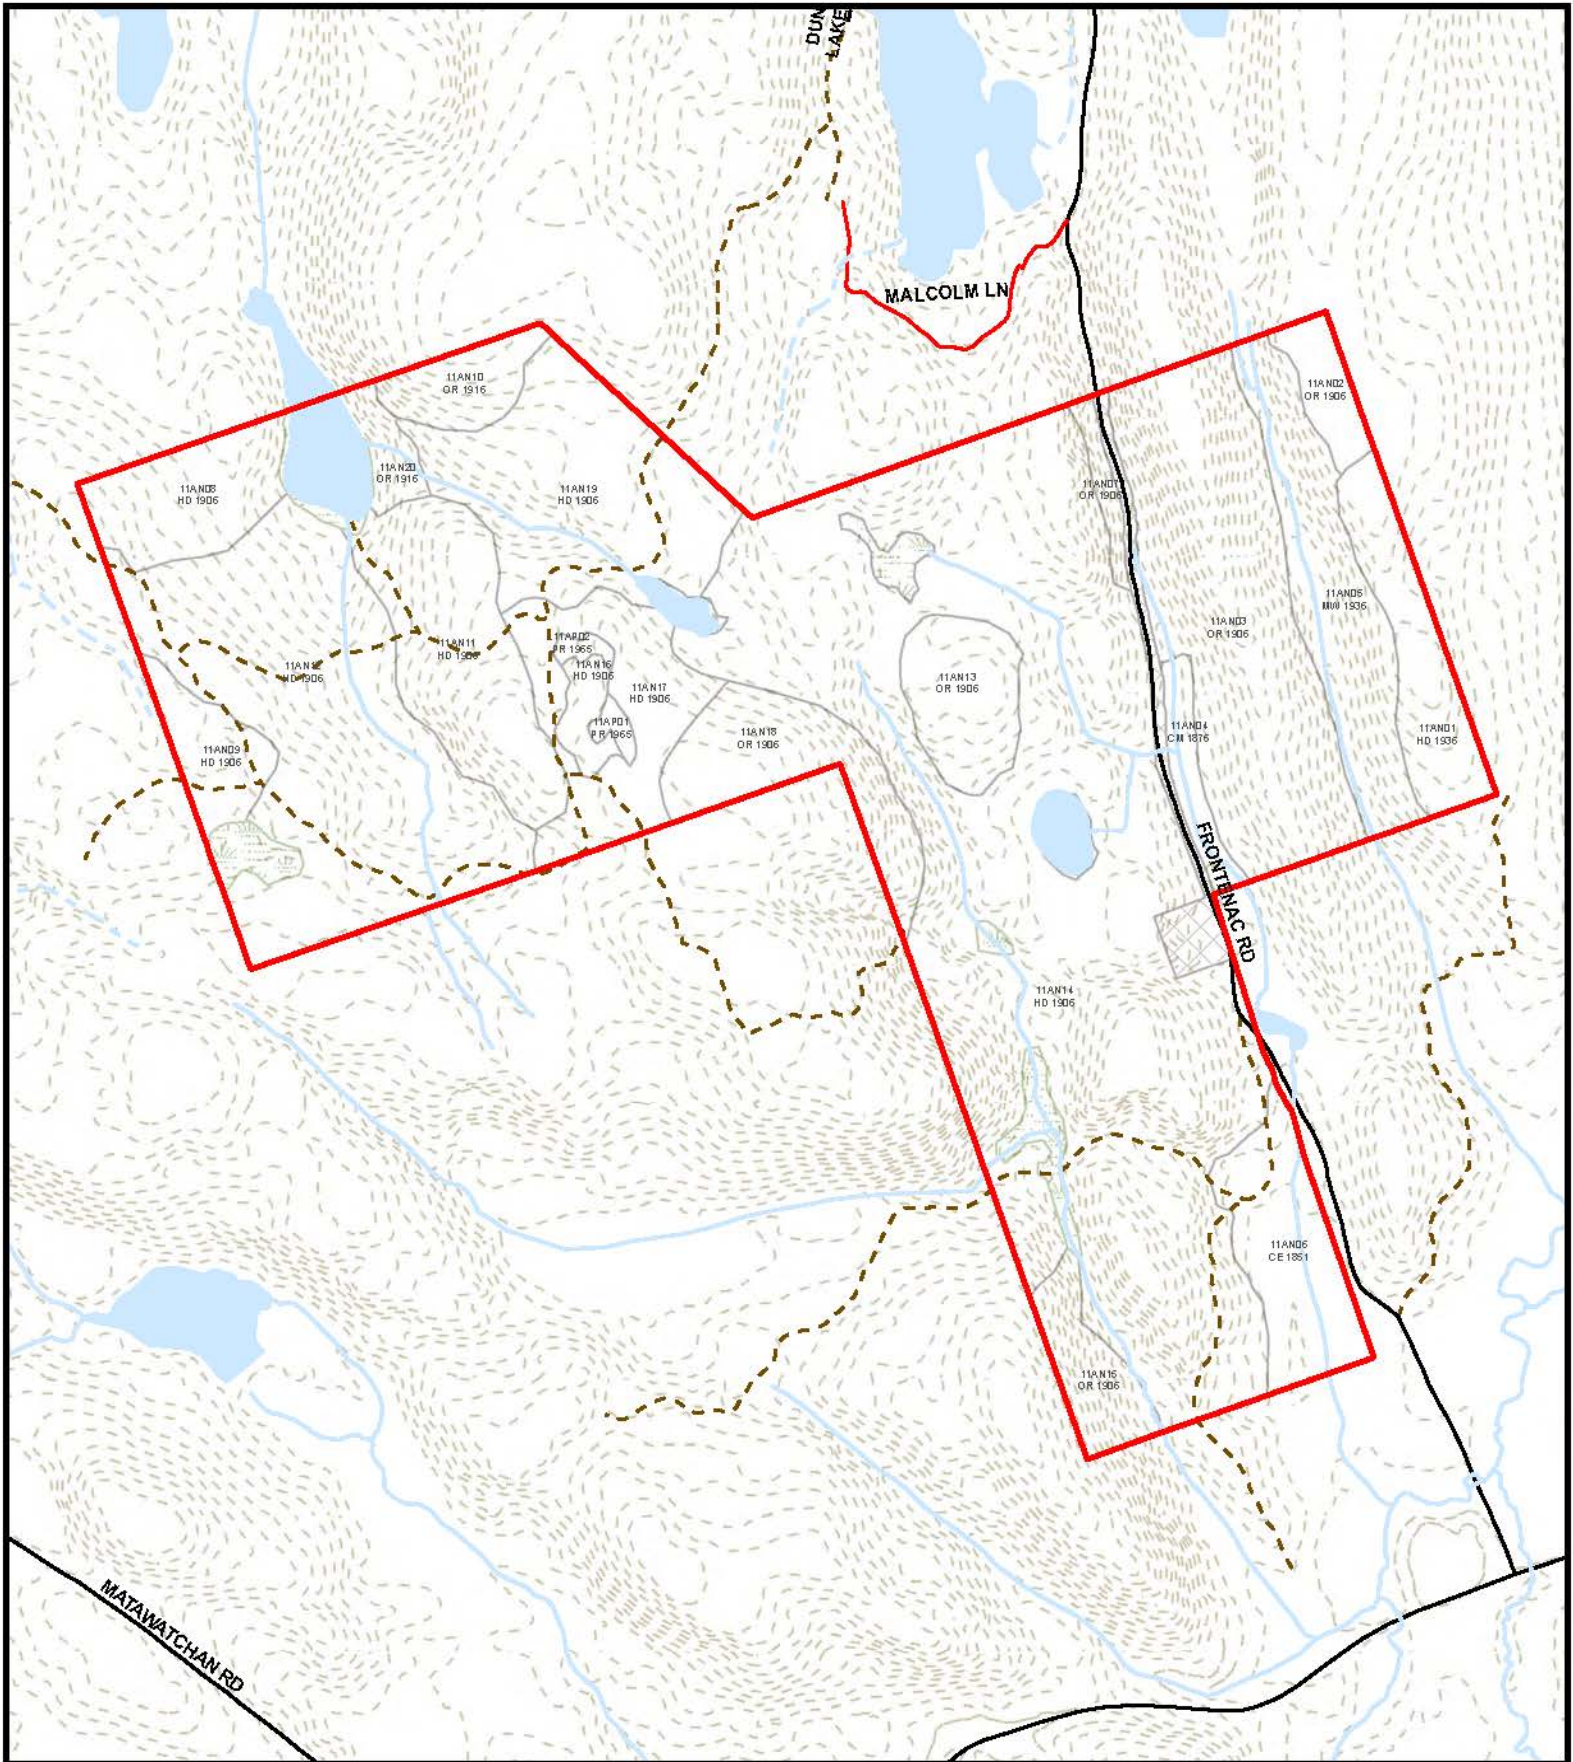 DUN
LAKE
MALCOLM LN
11AN10
OR 1916
11AN02
OR 1906
11AN20
OR 1916
11AN08
HD 1906
11AN19
HD 1906
11AN07
OR 1906
11AN05
MW 1936
11AN03
OR 1906
11AP02
PR 1965
11AN11
HD 1906
11AN16
HD 1906
HD 1906
11AN17
HD 1906
11AN13
OR 1906
11AP01
PR 1965
11AN18
OR 1906
11AN04
CM 1876
11AN01
HD 1936
11AN09
HD 1906
FRONTENAC RD
11AN14
HD 1906
11AN06
CE 1851
11AN15
OR 1906
MATAWATCHAN RD